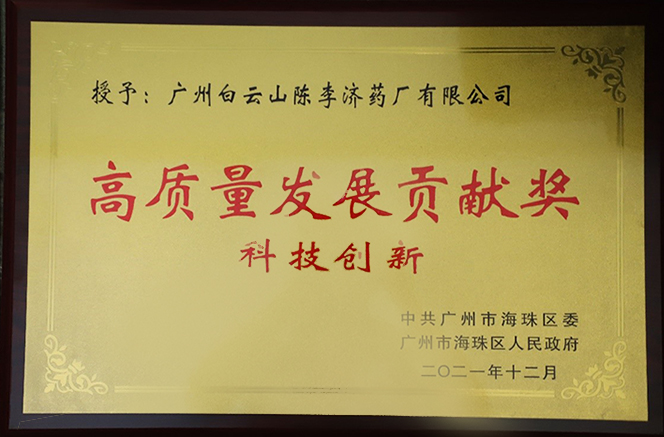 授予：广州白云山陈李济药厂有限公司
高质量发展贡献奖
科技创新
中共广州市海珠区委
广州市海珠区人民政府
二〇二一年十二月